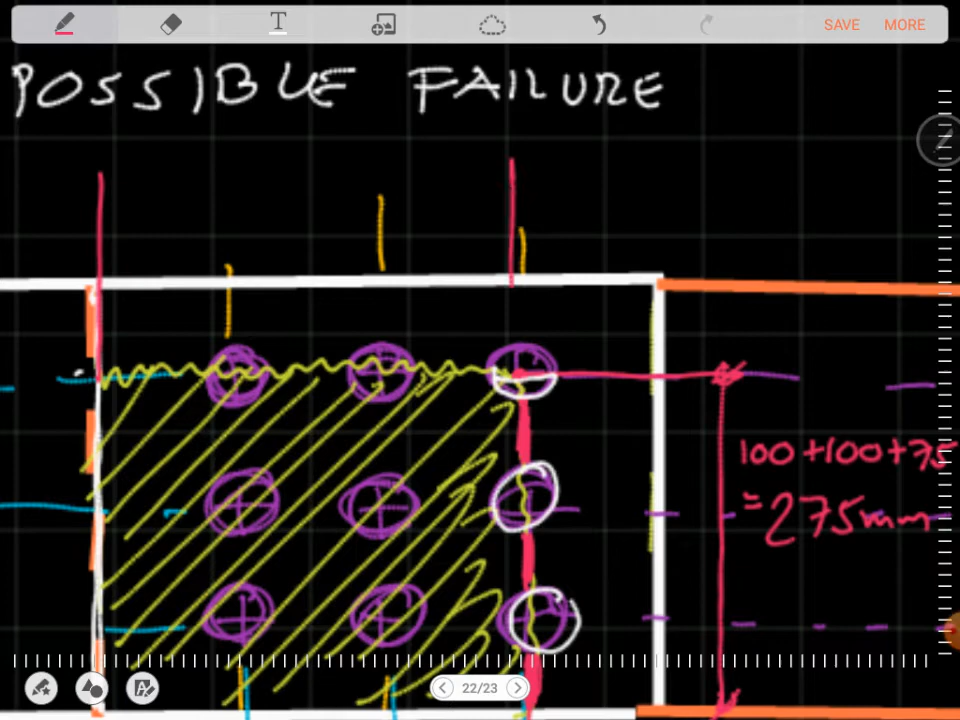 T
SAVE MORE
POSSIBLE FAILURE
100+100+75
=275mm
A
22/23